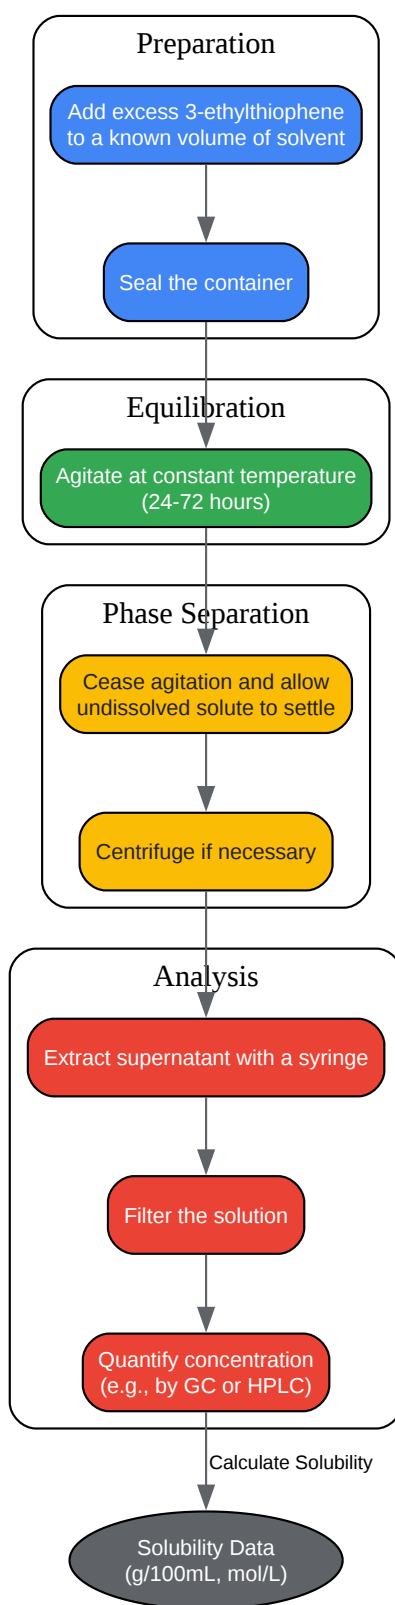 Preparation
Add excess 3-ethylthiophene
to a known volume of solvent
Seal the container
Equilibration
Agitate at constant temperature
(24-72 hours)
Phase Separation
Cease agitation and allow
undissolved solute to settle
Centrifuge if necessary
Analysis
Extract supernatant with a syringe
Filter the solution
Quantify concentration
(e.g., by GC or HPLC)
Calculate Solubility
Solubility Data
(g/100mL, mol/L)